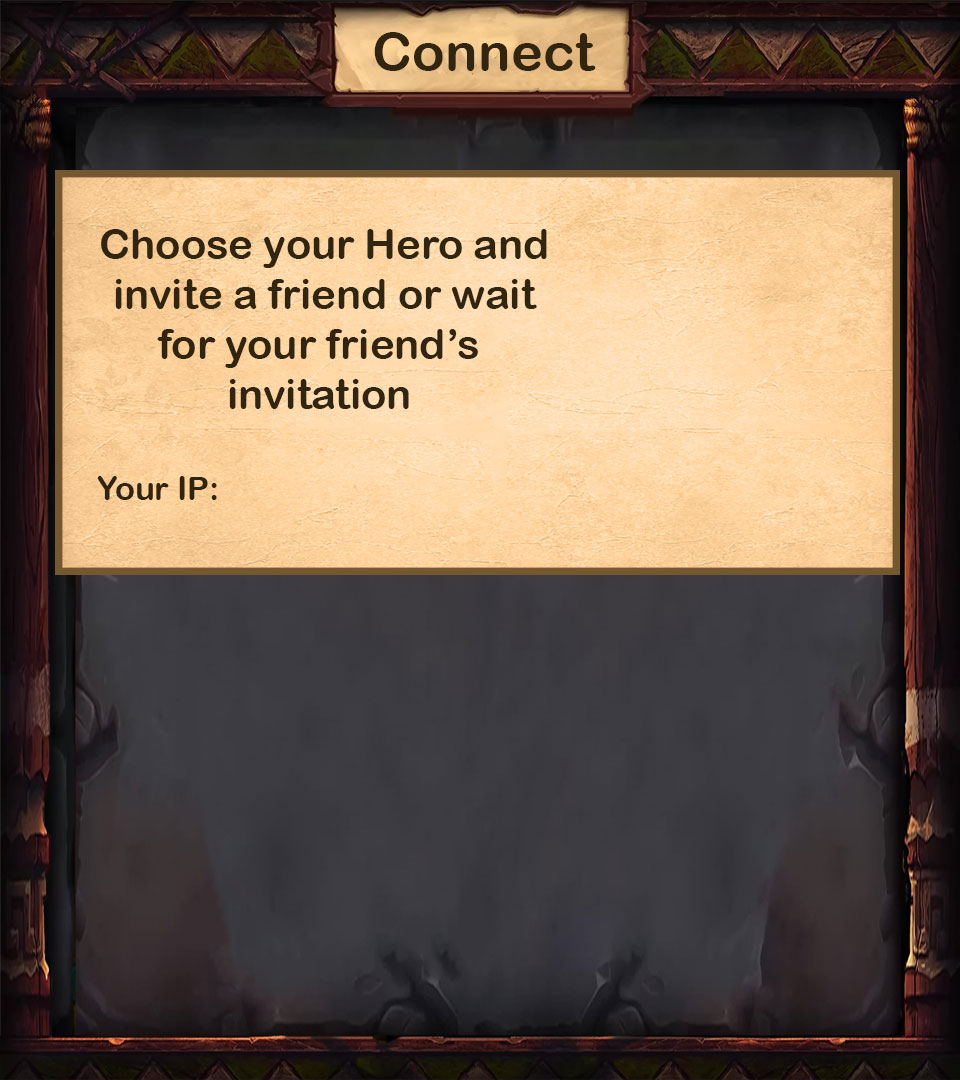 Connect
Choose your Hero and
invite a friend or wait
for your friend’s
invitation
Your IP: